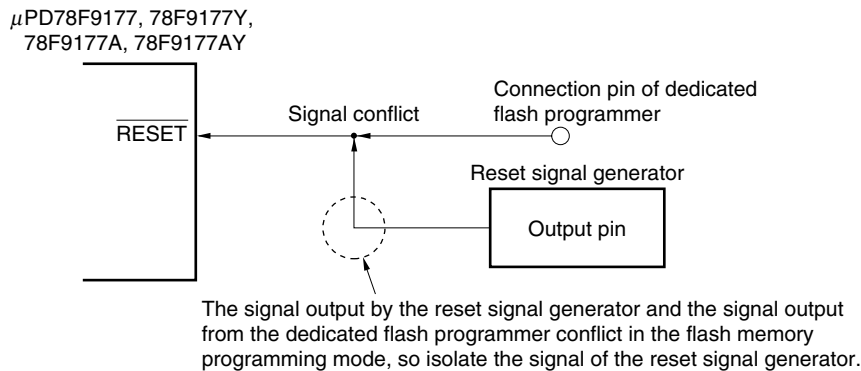 μPD78F9177, 78F9177Y,
78F9177A, 78F9177AY
Connection pin of dedicated
flash programmer
Signal conflict
RESET
Reset signal generator
Output pin
The signal output by the reset signal generator and the signal output
from the dedicated flash programmer conflict in the flash memory
programming mode, so isolate the signal of the reset signal generator.